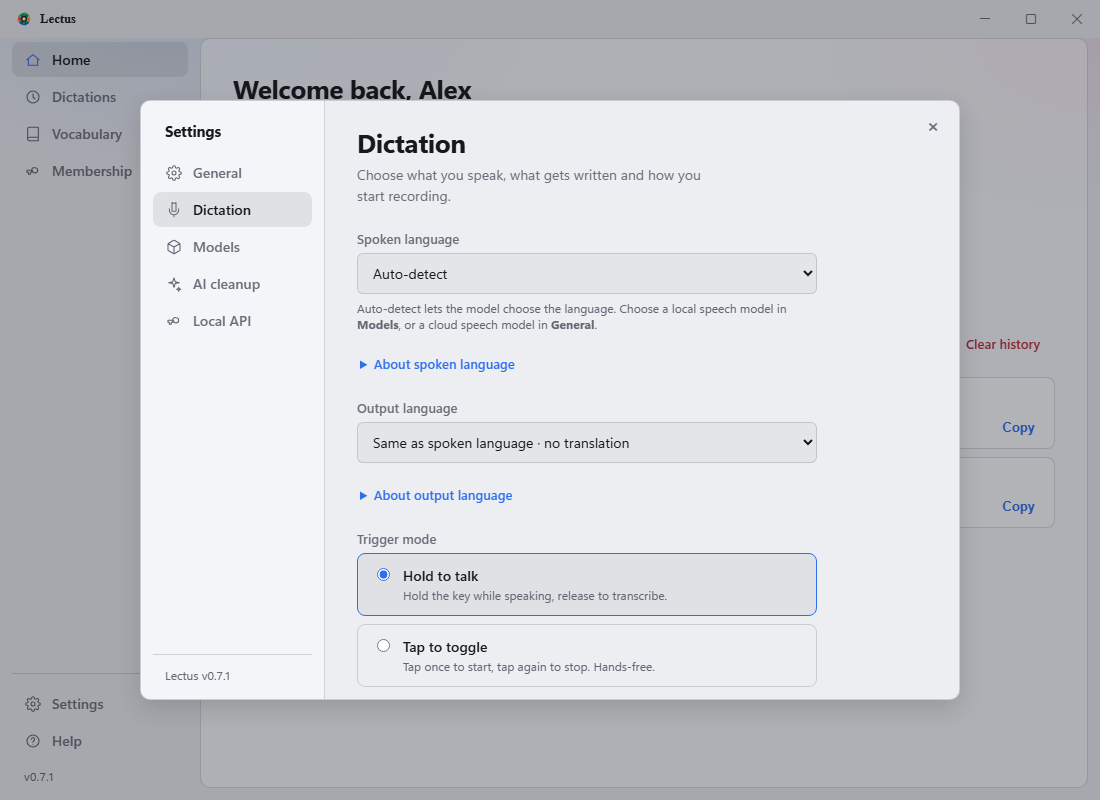 Lectus
Home
Dictations
Vocabulary
Membership
Settings
Help
v0.7.1
Welcome back, Alex
Clear history
Copy
Copy
Settings
General
Dictation
Models
AI cleanup
Local API
Lectus v0.7.1
Dictation
Choose what you speak, what gets written and how you
start recording.
Spoken language
Auto-detect
Auto-detect lets the model choose the language. Choose a local speech model in
Models, or a cloud speech model in General.
About spoken language
Output language
Same as spoken language · no translation
About output language
Trigger mode
Hold to talk
Hold the key while speaking, release to transcribe.
Tap to toggle
Tap once to start, tap again to stop. Hands-free.